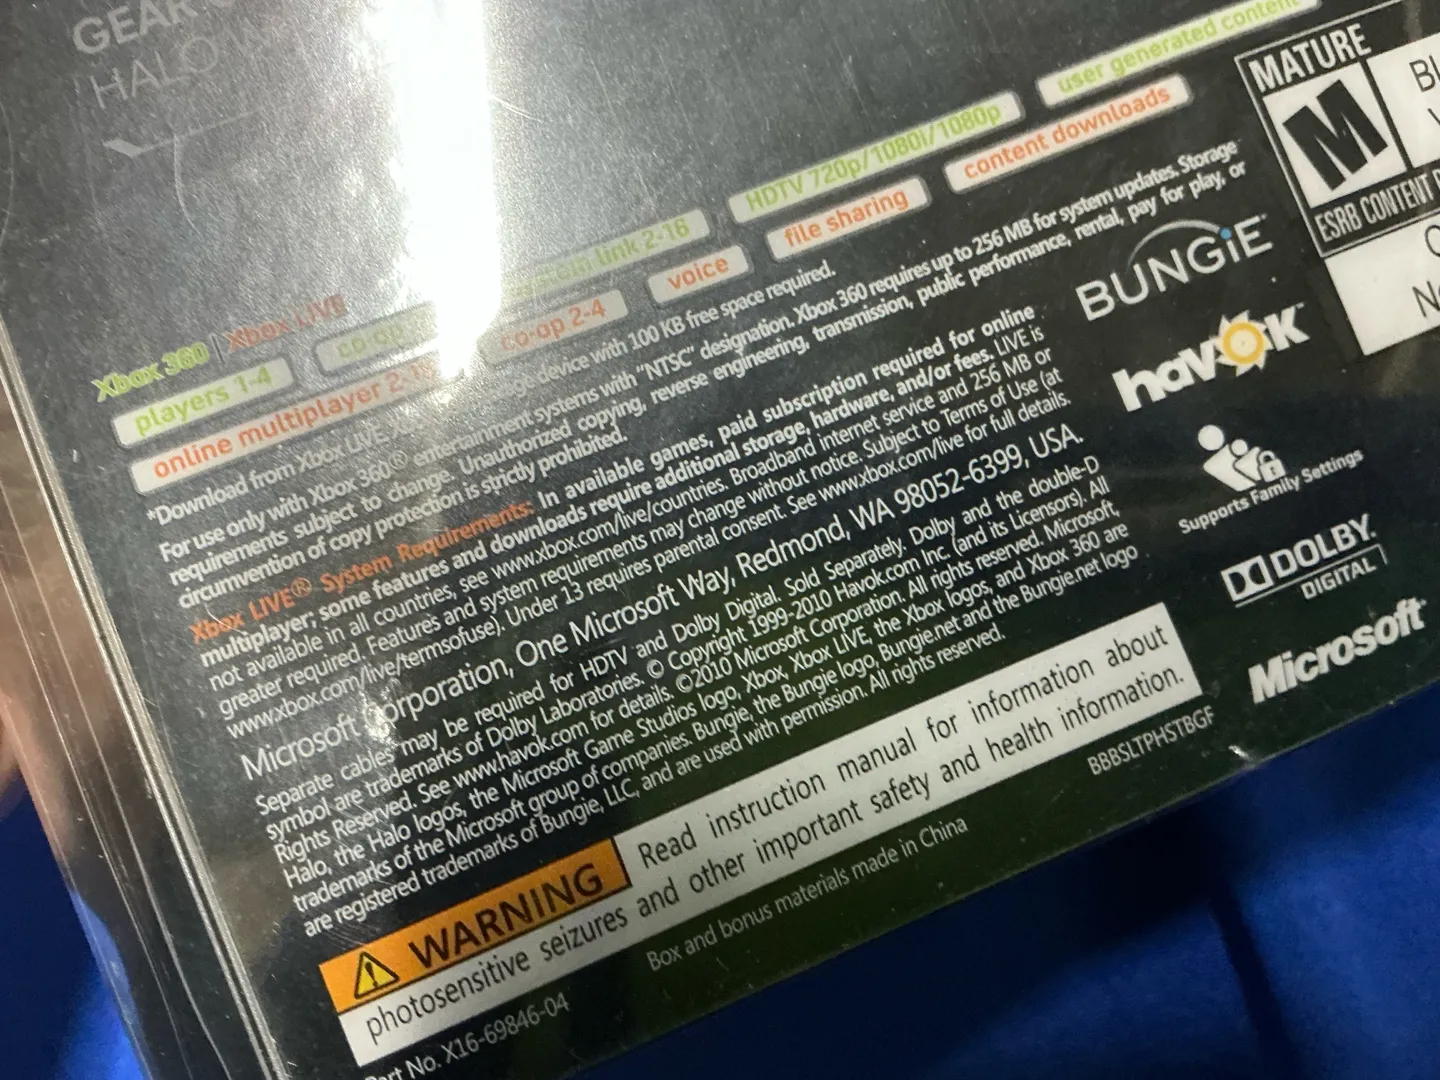 GEAR
HALO
Xbox 360 | Xbox LIVE
players 1-4
co-op
link 2-16
HDTV 720p/1080i/1080p
user generated content
online multiplayer
co-op 2-4
voice
file sharing
content downloads
*Download from Xbox LIVE. device with 100 KB free space required.
For use only with Xbox 360® entertainment systems with "NTSC" designation. Xbox 360 requires up to 256 MB for system updates. Storage
requirements subject to change. Unauthorized copying, reverse engineering, transmission, public performance, rental, pay for play, or
circumvention of copy protection is strictly prohibited.
Xbox LIVE® System Requirements: In available games, paid subscription required for online
multiplayer; some features and downloads require additional storage, hardware, and/or fees. LIVE is
not available in all countries, see www.xbox.com/live/countries. Broadband internet service and 256 MB or
greater required. Features and system requirements may change without notice. Subject to Terms of Use (at
www.xbox.com/live/termsofuse). Under 13 requires parental consent. See www.xbox.com/live for full details.
Microsoft Corporation, One Microsoft Way, Redmond, WA 98052-6399, USA.
Separate cables may be required for HDTV and Dolby Digital. Sold Separately. Dolby and the double-D
symbol are trademarks of Dolby Laboratories. © Copyright 1999-2010 Havok.com Inc. (and its Licensors). All
Rights Reserved. See www.havok.com for details. ©2010 Microsoft Corporation. All rights reserved. Microsoft,
Halo, the Halo logos, the Microsoft Game Studios logo, Xbox, Xbox LIVE, the Xbox logos, and Xbox 360 are
trademarks of the Microsoft group of companies. Bungie, the Bungie logo, Bungie.net and the Bungie.net logo
are registered trademarks of Bungie, LLC, and are used with permission. All rights reserved.
WARNING Read instruction manual for information about
photosensitive seizures and other important safety and health information.
Part No. X16-69846-04
Box and bonus materials made in China
BBBSLTPHSTBGF
MATURE
M
ESRB CONTENT
BUNGiE
havok™
Supports Family Settings
DOLBY.
DIGITAL
Microsoft®